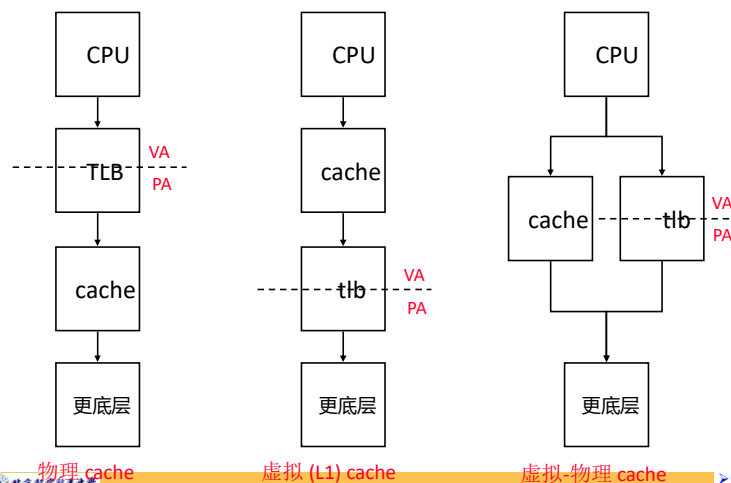 CPU
TLB
VA
PA
cache
更底层
物理 cache
CPU
cache
tlb
VA
PA
更底层
虚拟 (L1) cache
CPU
cache
tlb
VA
PA
更底层
虚拟-物理 cache